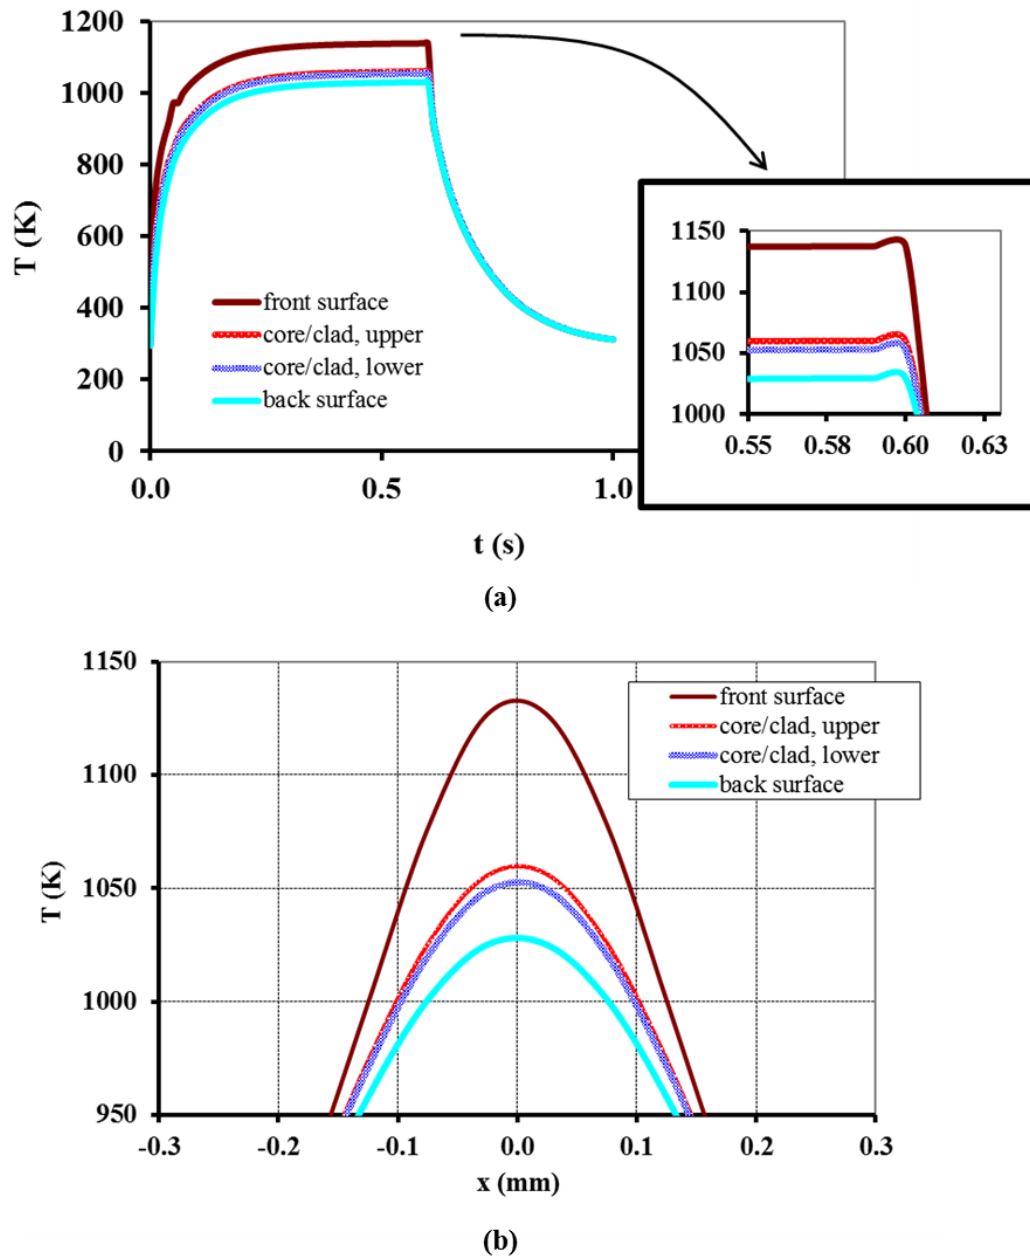 1200
1000
800
600
400
200
0
T (K)
0.0
0.5
1.0
t (s)
front surface
core/clad, upper
core/clad, lower
back surface
1150
1100
1050
1000
0.55
0.58
0.60
0.63
(a)
1150
1100
1050
1000
950
T (K)
-0.3
-0.2
-0.1
0.0
0.1
0.2
0.3
x (mm)
front surface
core/clad, upper
core/clad, lower
back surface
(b)